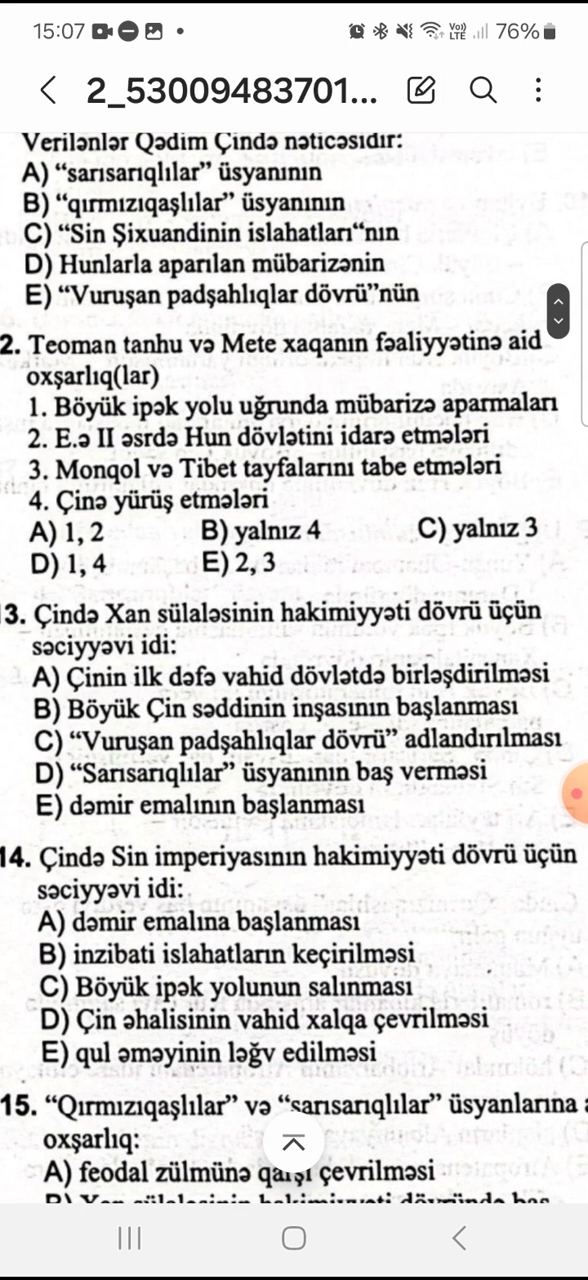 15:07
76%
2_53009483701...
Verilənlər Qədim Çində nəticəsidir:
A) “sarısarıqlılar” üsyanının
B) “qırmızıqaşlılar” üsyanının
C) “Sin Şixuandinin islahatları“nın
D) Hunlarla aparılan mübarizənin
E) “Vuruşan padşahlıqlar dövrü”nün
2. Teoman tanhu və Mete xaqanın fəaliyyətinə aid
oxşarlıq(lar)
1. Böyük ipək yolu uğrunda mübarizə aparmaları
2. E.ə II əsrdə Hun dövlətini idarə etmələri
3. Monqol və Tibet tayfalarını tabe etmələri
4. Çinə yürüş etmələri
A) 1, 2 B) yalnız 4 C) yalnız 3
D) 1, 4 E) 2, 3
13. Çində Xan sülaləsinin hakimiyyəti dövrü üçün
səciyyəvi idi:
A) Çinin ilk dəfə vahid dövlətdə birləşdirilməsi
B) Böyük Çin səddinin inşasının başlanması
C) “Vuruşan padşahlıqlar dövrü” adlandırılması
D) “Sarısarıqlılar” üsyanının baş verməsi
E) dəmir emalının başlanması
14. Çində Sin imperiyasının hakimiyyəti dövrü üçün
səciyyəvi idi:
A) dəmir emalına başlanması
B) inzibati islahatların keçirilməsi
C) Böyük ipək yolunun salınması
D) Çin əhalisinin vahid xalqa çevrilməsi
E) qul əməyinin ləğv edilməsi
15. “Qırmızıqaşlılar” və “sarısarıqlılar” üsyanlarına
oxşarlıq:
A) feodal zülmünə qarşı çevrilməsi